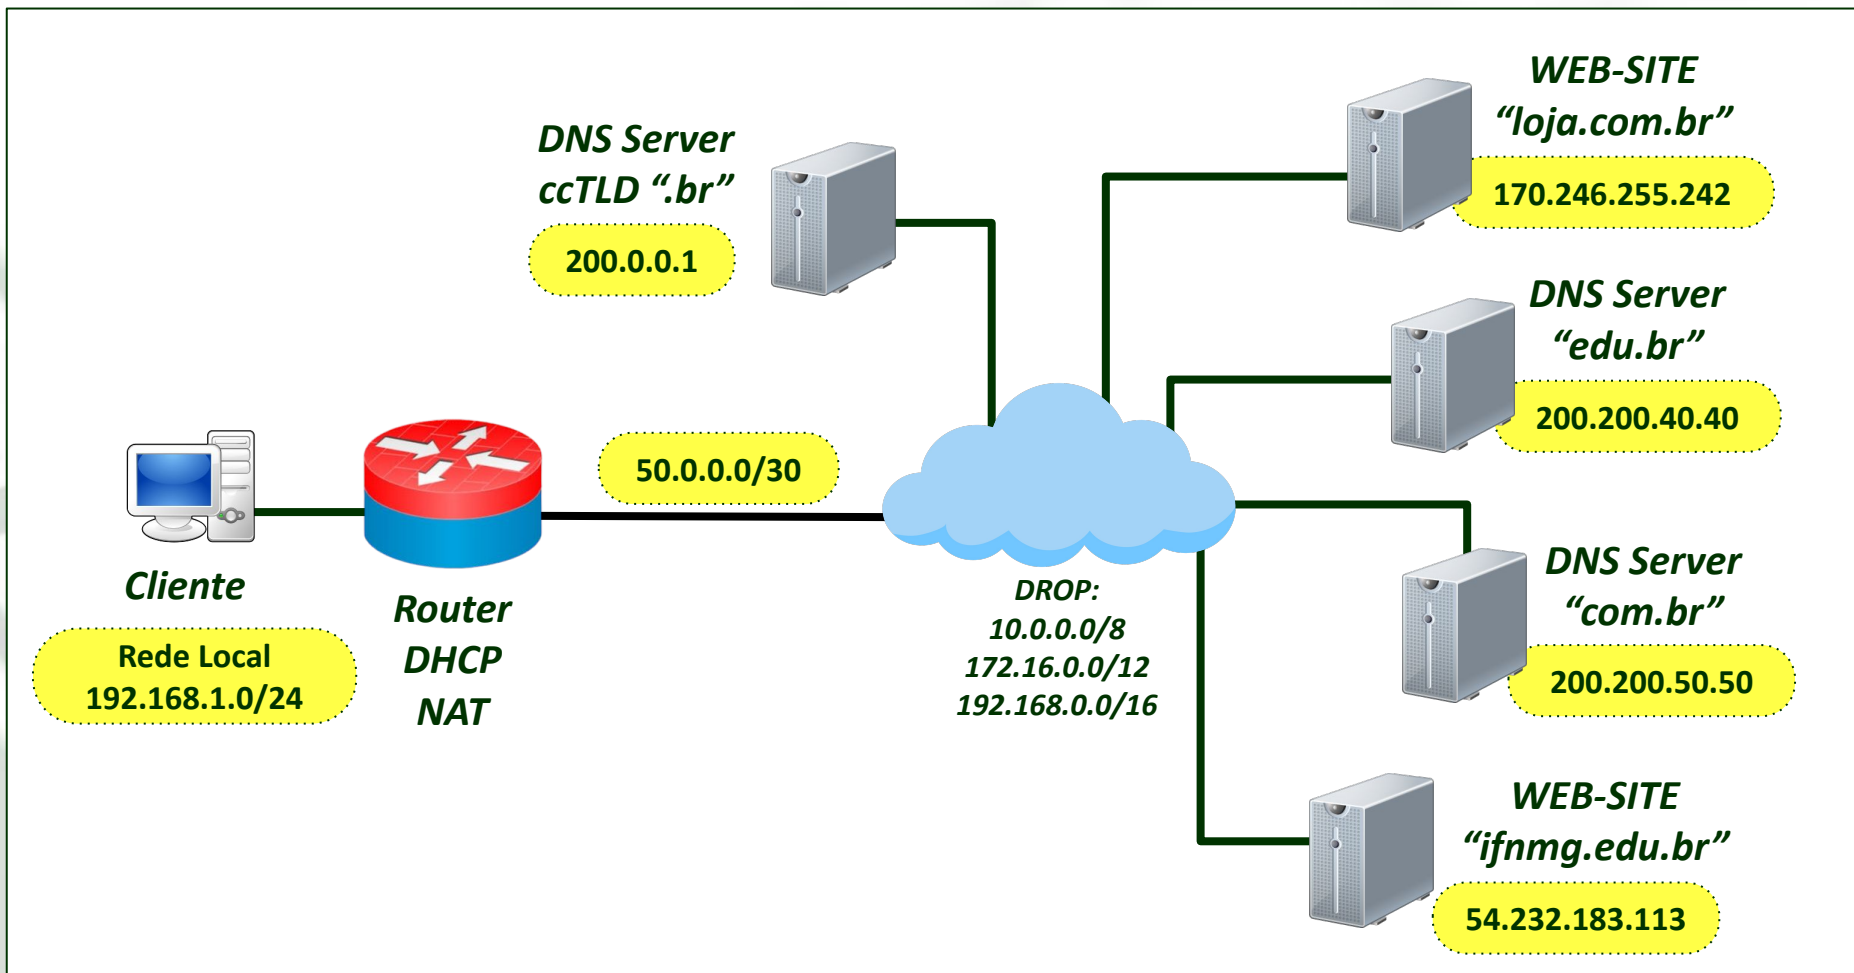 WEB-SITE
“loja.com.br”
170.246.255.242
DNS Server
ccTLD “.br”
200.0.0.1
DNS Server
“edu.br”
200.200.40.40
50.0.0.0/30
Cliente
Rede Local
192.168.1.0/24
Router
DHCP
NAT
DROP:
10.0.0.0/8
172.16.0.0/12
192.168.0.0/16
DNS Server
“com.br”
200.200.50.50
WEB-SITE
“ifnmg.edu.br”
54.232.183.113